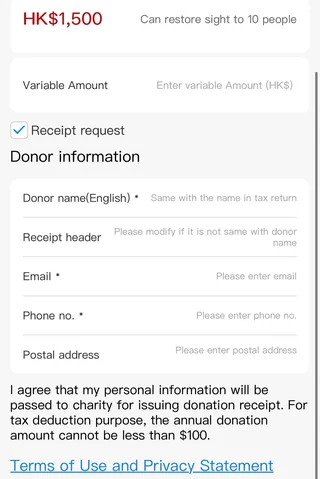 HK$1,500 Can restore sight to 10 people
Variable Amount Enter variable Amount (HK$)
Receipt request
Donor information
Donor name(English) * Same with the name in tax return
Receipt header Please modify if it is not same with donor
name
Email * Please enter email
Phone no. * Please enter phone no.
Postal address Please enter postal address
I agree that my personal information will be
passed to charity for issuing donation receipt. For
tax deduction purpose, the annual donation
amount cannot be less than $100.
Terms of Use and Privacy Statement